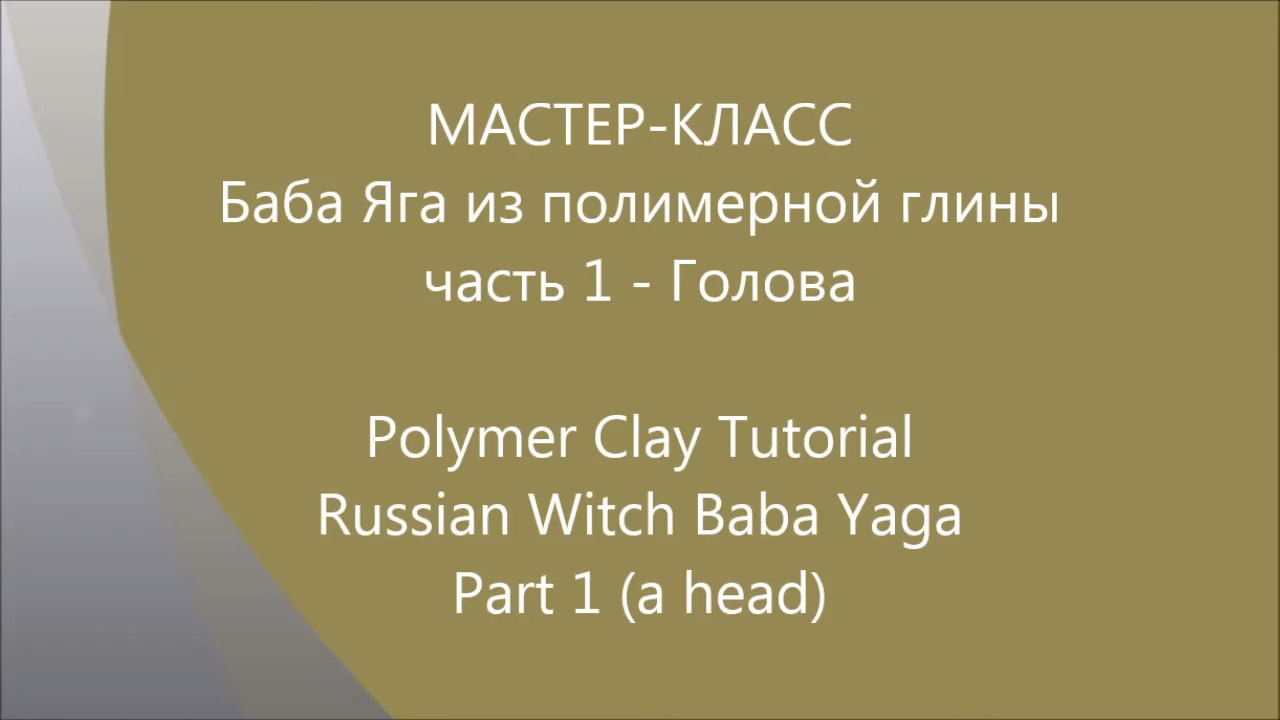 МАСТЕР-КЛАСС
Баба Яга из полимерной глины
часть 1 - Голова
Polymer Clay Tutorial
Russian Witch Baba Yaga
Part 1 (a head)